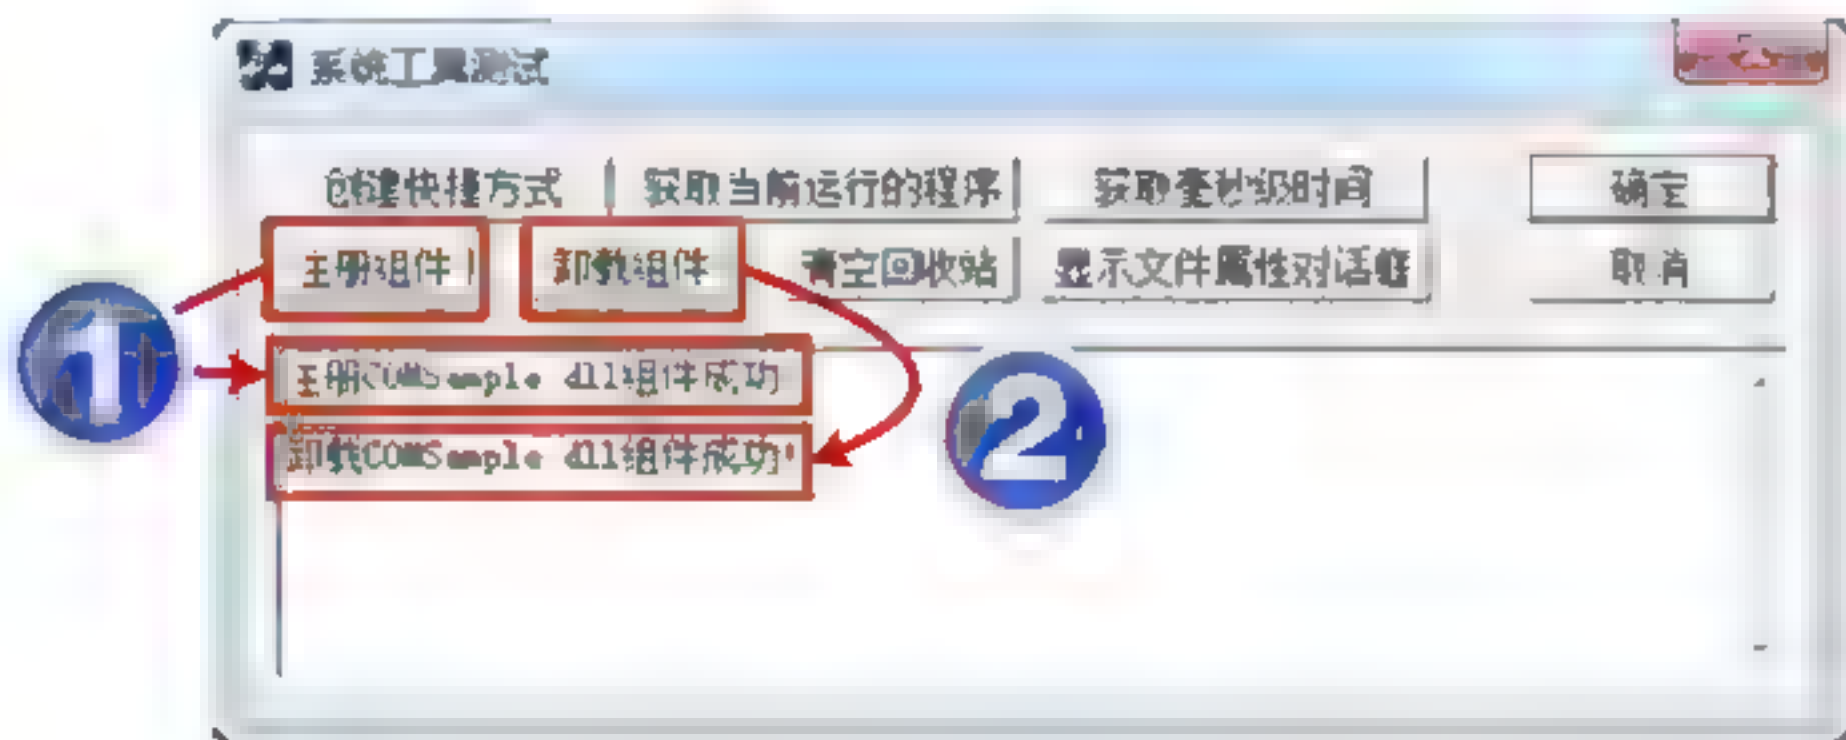 系统工具测试
创建快捷方式 获取当前运行的程序 获取毫秒级时间 确定
注册组件 卸载组件 清空回收站 显示文件属性对话框 取消
1
注册COMSample dll组件成功
2
卸载COMSample dll组件成功!